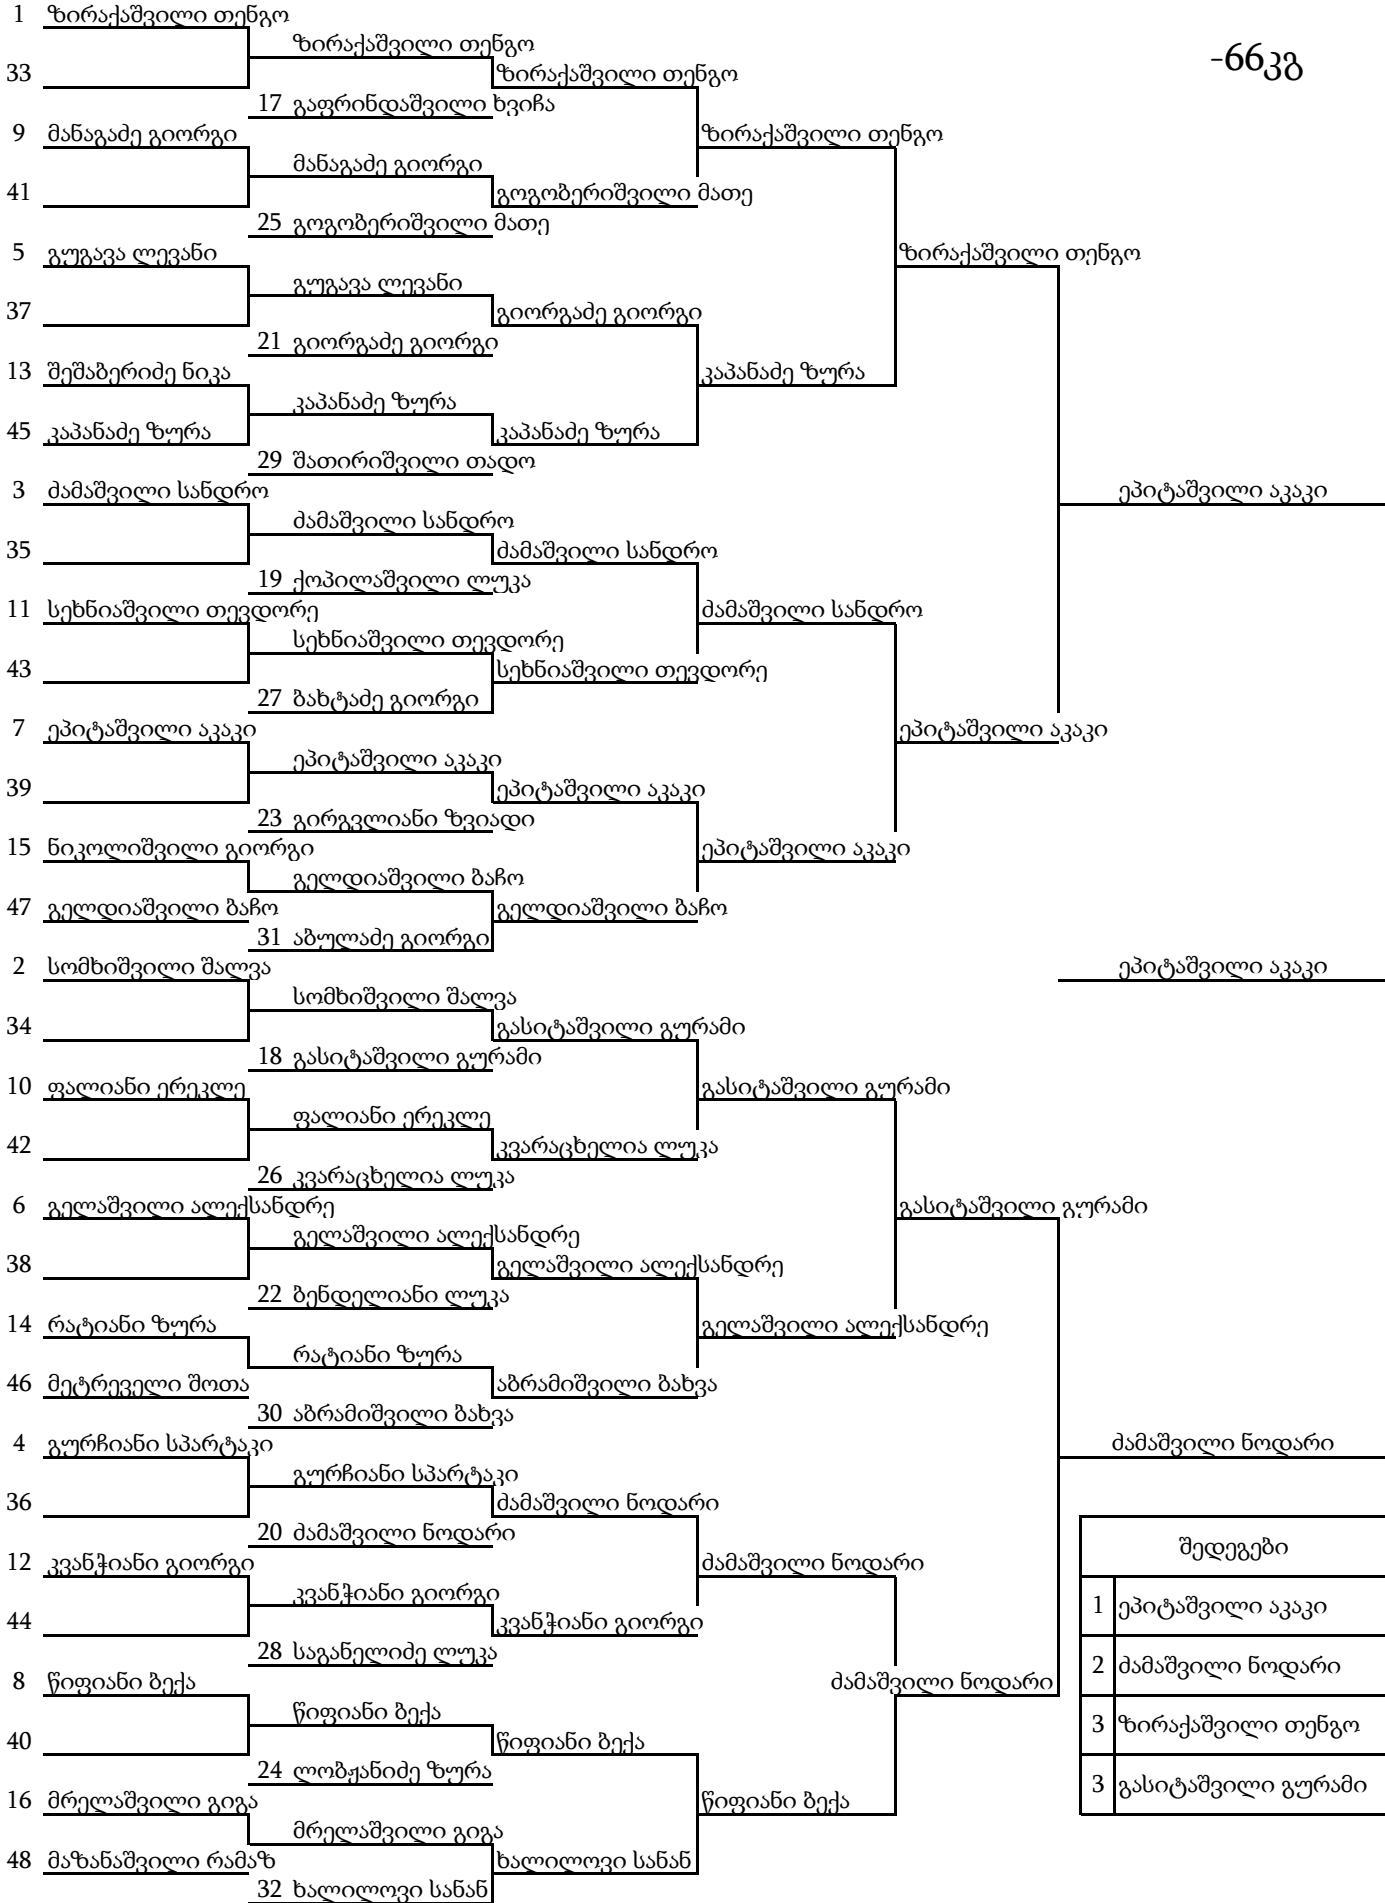 1 ზირაქაშვილი თენგო
ზირაქაშვილი თენგო
-66კგ
33 ზირაქაშვილი თენგო
17 გაფრინდაშვილი ხვიჩა
9 მანაგაძე გიორგი ზირაქაშვილი თენგო
მანაგაძე გიორგი
41 გოგობერიშვილი მათე
25 გოგობერიშვილი მათე
5 გუგავა ლევანი ზირაქაშვილი თენგო
გუგავა ლევანი
37 გიორგაძე გიორგი
21 გიორგაძე გიორგი
13 შეშაბერიძე ნიკა კაპანაძე ზურა
კაპანაძე ზურა
45 კაპანაძე ზურა კაპანაძე ზურა
29 შათირიშვილი თადო
3 ძამაშვილი სანდრო ეპიტაშვილი აკაკი
ძამაშვილი სანდრო
35 ძამაშვილი სანდრო
19 ქოპილაშვილი ლუკა
11 სეხნიაშვილი თევდორე ძამაშვილი სანდრო
სეხნიაშვილი თევდორე
43 სეხნიაშვილი თევდორე
27 ბახტაძე გიორგი
7 ეპიტაშვილი აკაკი ეპიტაშვილი აკაკი
ეპიტაშვილი აკაკი
39 ეპიტაშვილი აკაკი
23 გირგვლიანი ზვიადი
15 ნიკოლიშვილი გიორგი ეპიტაშვილი აკაკი
გელდიაშვილი ბაჩო
47 გელდიაშვილი ბაჩო გელდიაშვილი ბაჩო
31 აბულაძე გიორგი
2 სომხიშვილი შალვა ეპიტაშვილი აკაკი
სომხიშვილი შალვა
34 გასიტაშვილი გურამი
18 გასიტაშვილი გურამი
10 ფალიანი ერეკლე გასიტაშვილი გურამი
ფალიანი ერეკლე
42 კვარაცხელია ლუკა
26 კვარაცხელია ლუკა
6 გელაშვილი ალექსანდრე გასიტაშვილი გურამი
გელაშვილი ალექსანდრე
38 გელაშვილი ალექსანდრე
22 ბენდელიანი ლუკა
14 რატიანი ზურა გელაშვილი ალექსანდრე
რატიანი ზურა
46 მეტრეველი შოთა აბრამიშვილი ბახვა
30 აბრამიშვილი ბახვა
4 გურჩიანი სპარტაკი ძამაშვილი ნოდარი
გურჩიანი სპარტაკი
36 ძამაშვილი ნოდარი
20 ძამაშვილი ნოდარი
შედეგები
12 კვანჭიანი გიორგი ძამაშვილი ნოდარი
კვანჭიანი გიორგი
1 ეპიტაშვილი აკაკი
44 კვანჭიანი გიორგი
28 საგანელიძე ლუკა
2 ძამაშვილი ნოდარი
8 წიფიანი ბექა ძამაშვილი ნოდარი
წიფიანი ბექა
3 ზირაქაშვილი თენგო
40 წიფიანი ბექა
24 ლობჟანიძე ზურა
3 გასიტაშვილი გურამი
16 მრელაშვილი გიგა წიფიანი ბექა
მრელაშვილი გიგა
48 მაზანაშვილი რამაზ ხალილოვი სანან
32 ხალილოვი სანან